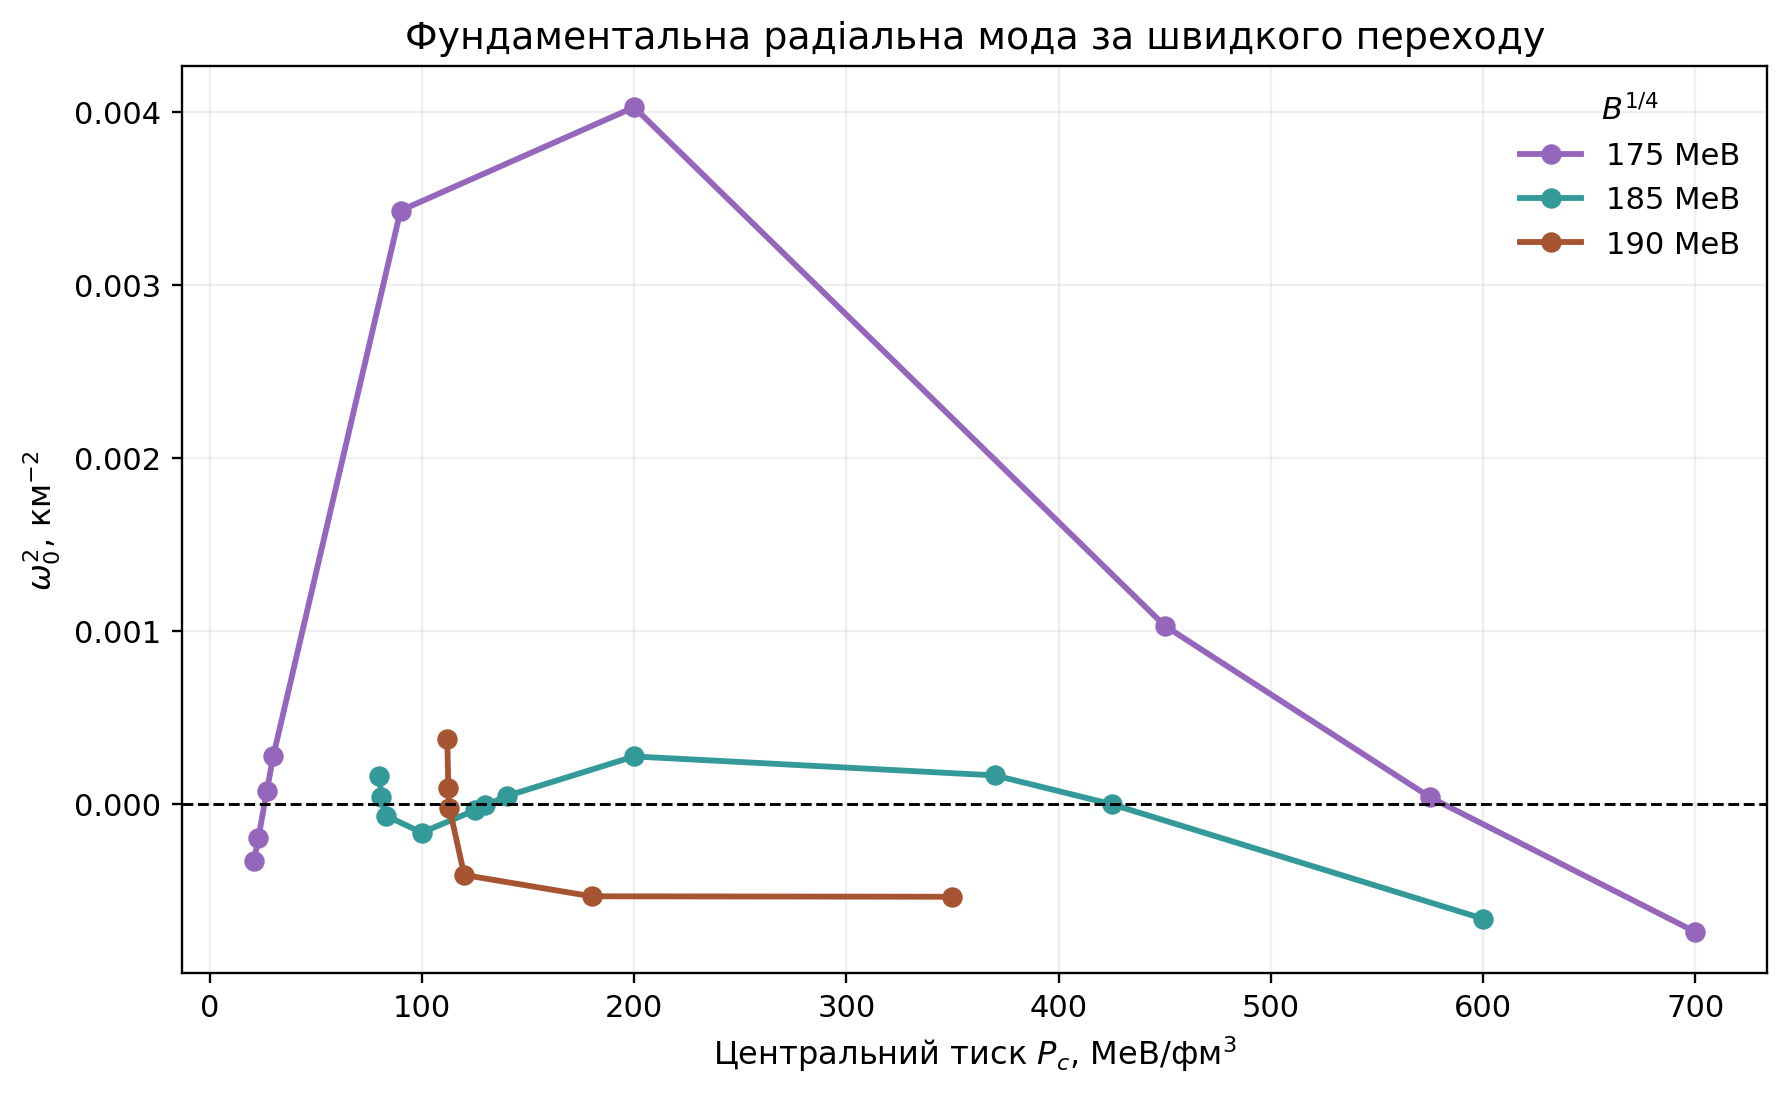 Фундаментальна радіальна мода за швидкого переходу
B^{1/4}
175 МеВ
185 МеВ
190 МеВ
0.004
0.003
0.002
0.001
0.000
ω₀², км⁻²
0 100 200 300 400 500 600 700
Центральний тиск P_c, МеВ/фм³